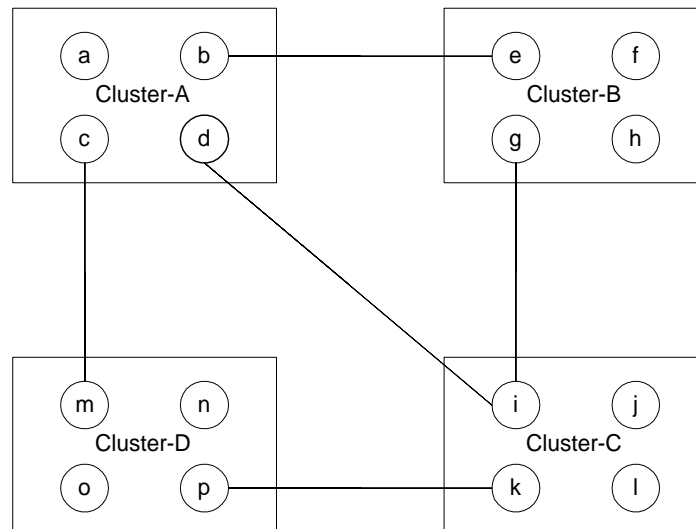 a b e f
Cluster-A Cluster-B
c d g h
m n i j
Cluster-D Cluster-C
o p k l